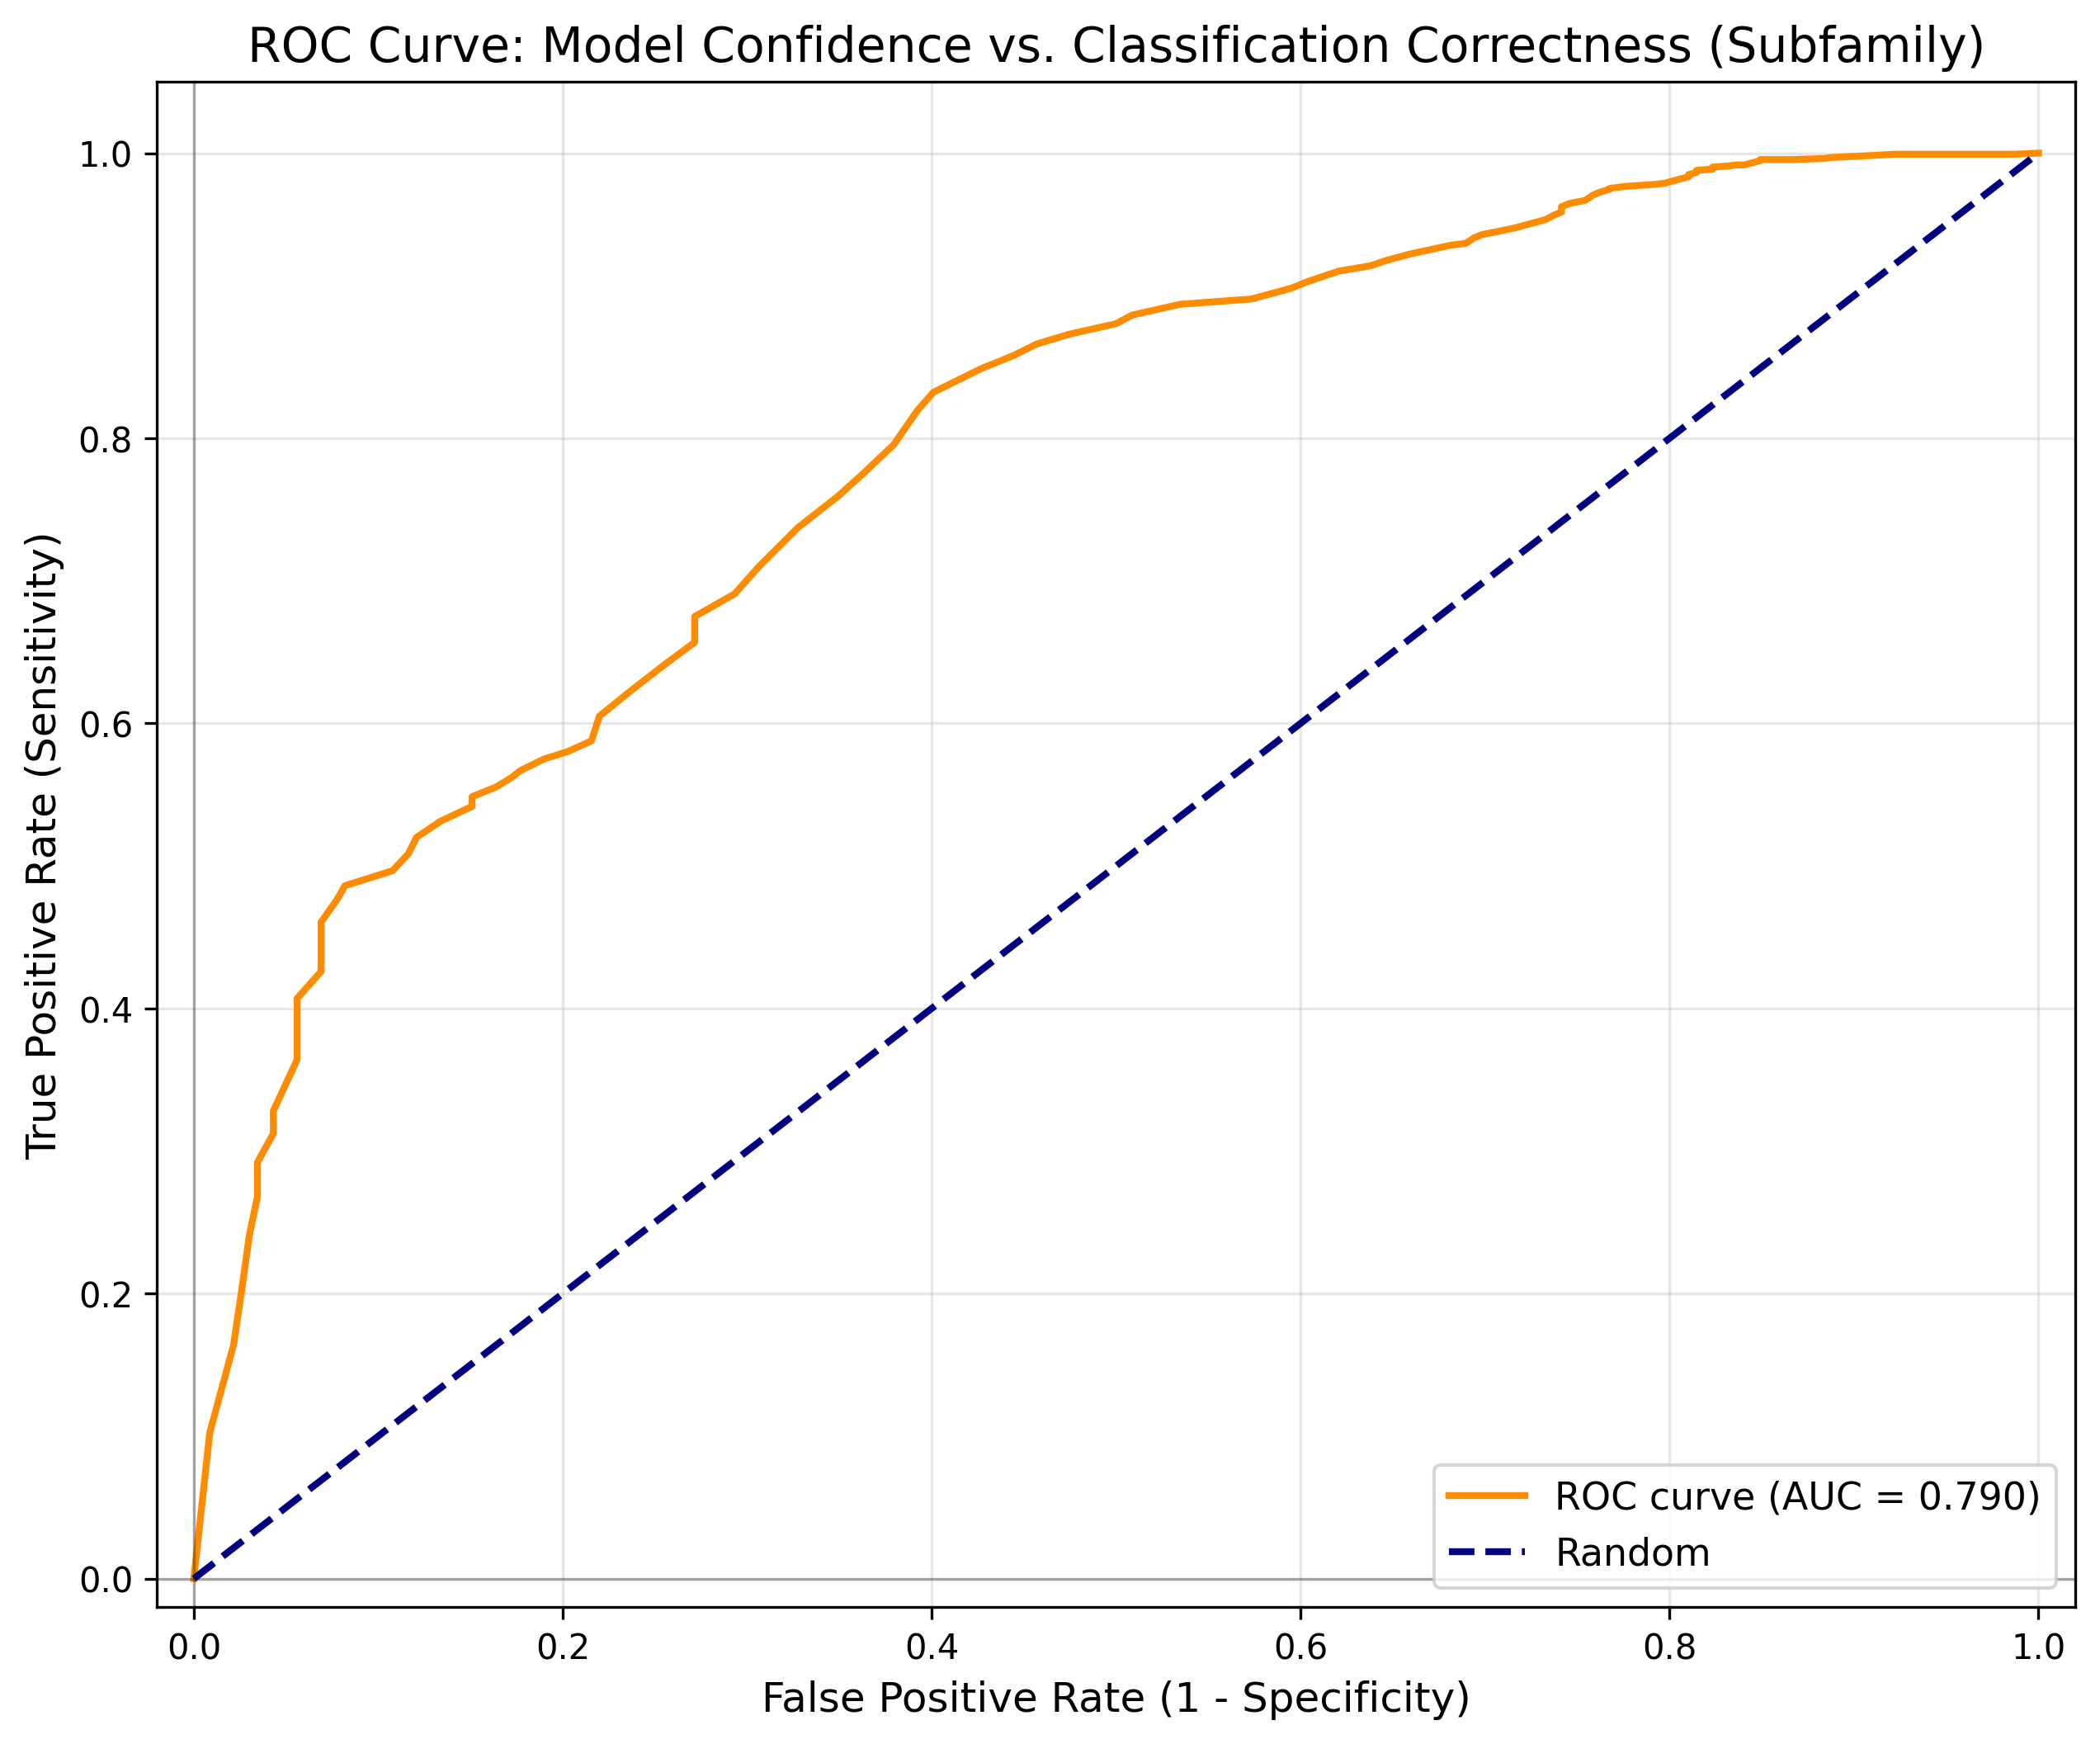 ROC Curve: Model Confidence vs. Classification Correctness (Subfamily)
True Positive Rate (Sensitivity)
1.0
0.8
0.6
0.4
0.2
0.0
ROC curve (AUC = 0.790)
Random
0.0 0.2 0.4 0.6 0.8 1.0
False Positive Rate (1 - Specificity)